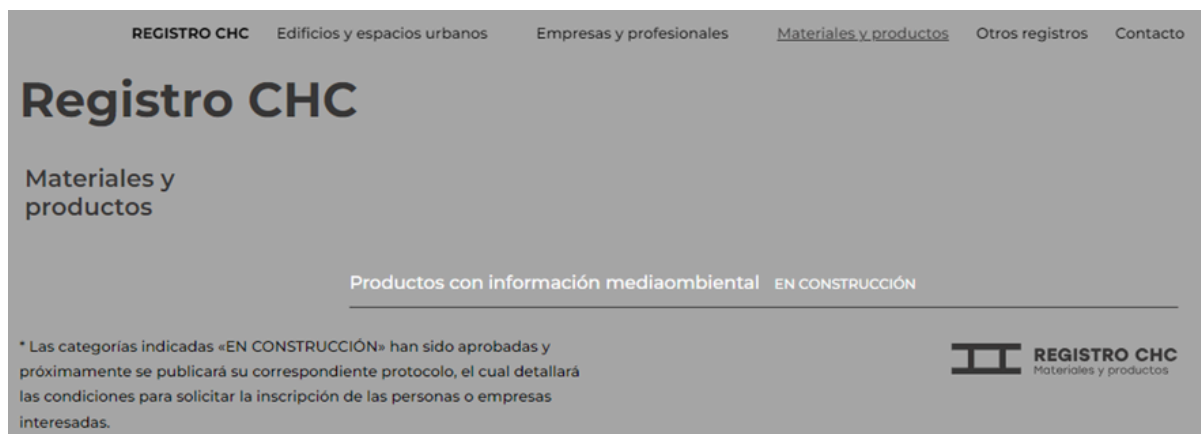 REGISTRO CHC Edificios y espacios urbanos Empresas y profesionales Materiales y productos Otros registros Contacto
Registro CHC
Materiales y
productos
Productos con información mediaombiental EN CONSTRUCCIÓN
* Las categorías indicadas «EN CONSTRUCCIÓN» han sido aprobadas y
próximamente se publicará su correspondiente protocolo, el cual detallará
las condiciones para solicitar la inscripción de las personas o empresas
interesadas.
REGISTRO CHC
Materiales y productos